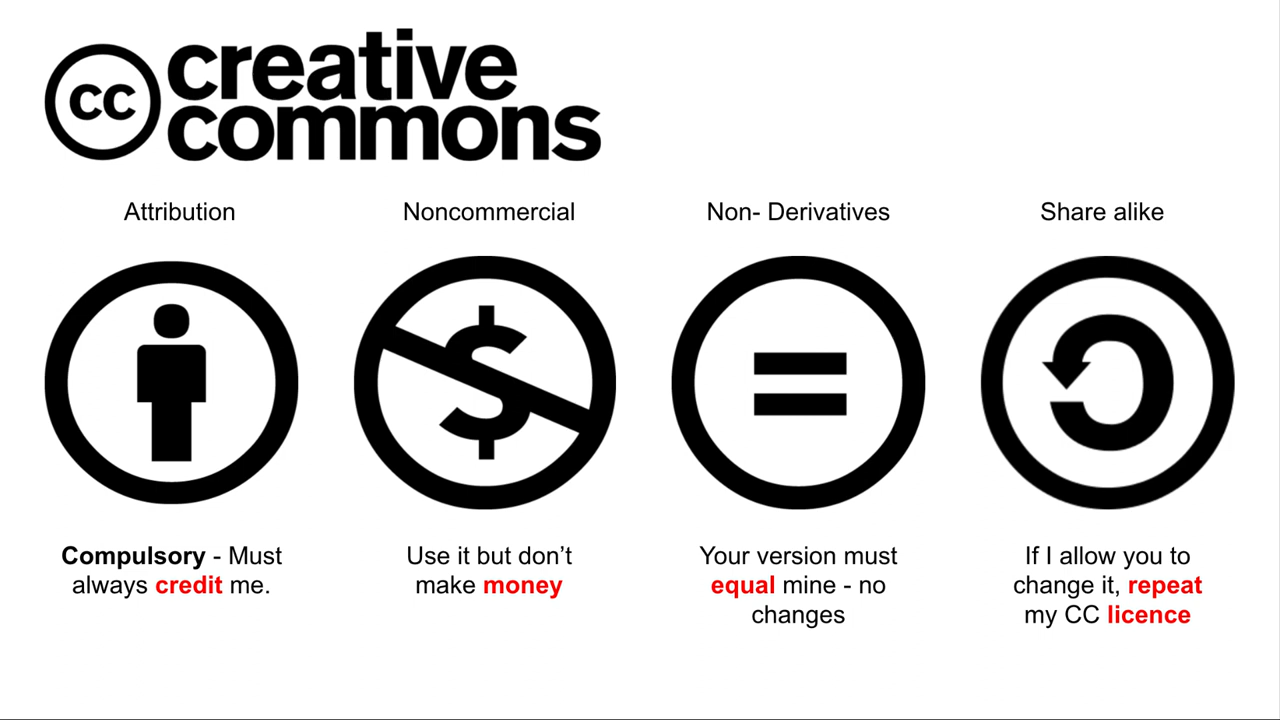 cc creative
commons
Attribution
Noncommercial
Non- Derivatives
Share alike
$
=
Compulsory - Must
always credit me.
Use it but don’t
make money
Your version must
equal mine - no
changes
If I allow you to
change it, repeat
my CC licence